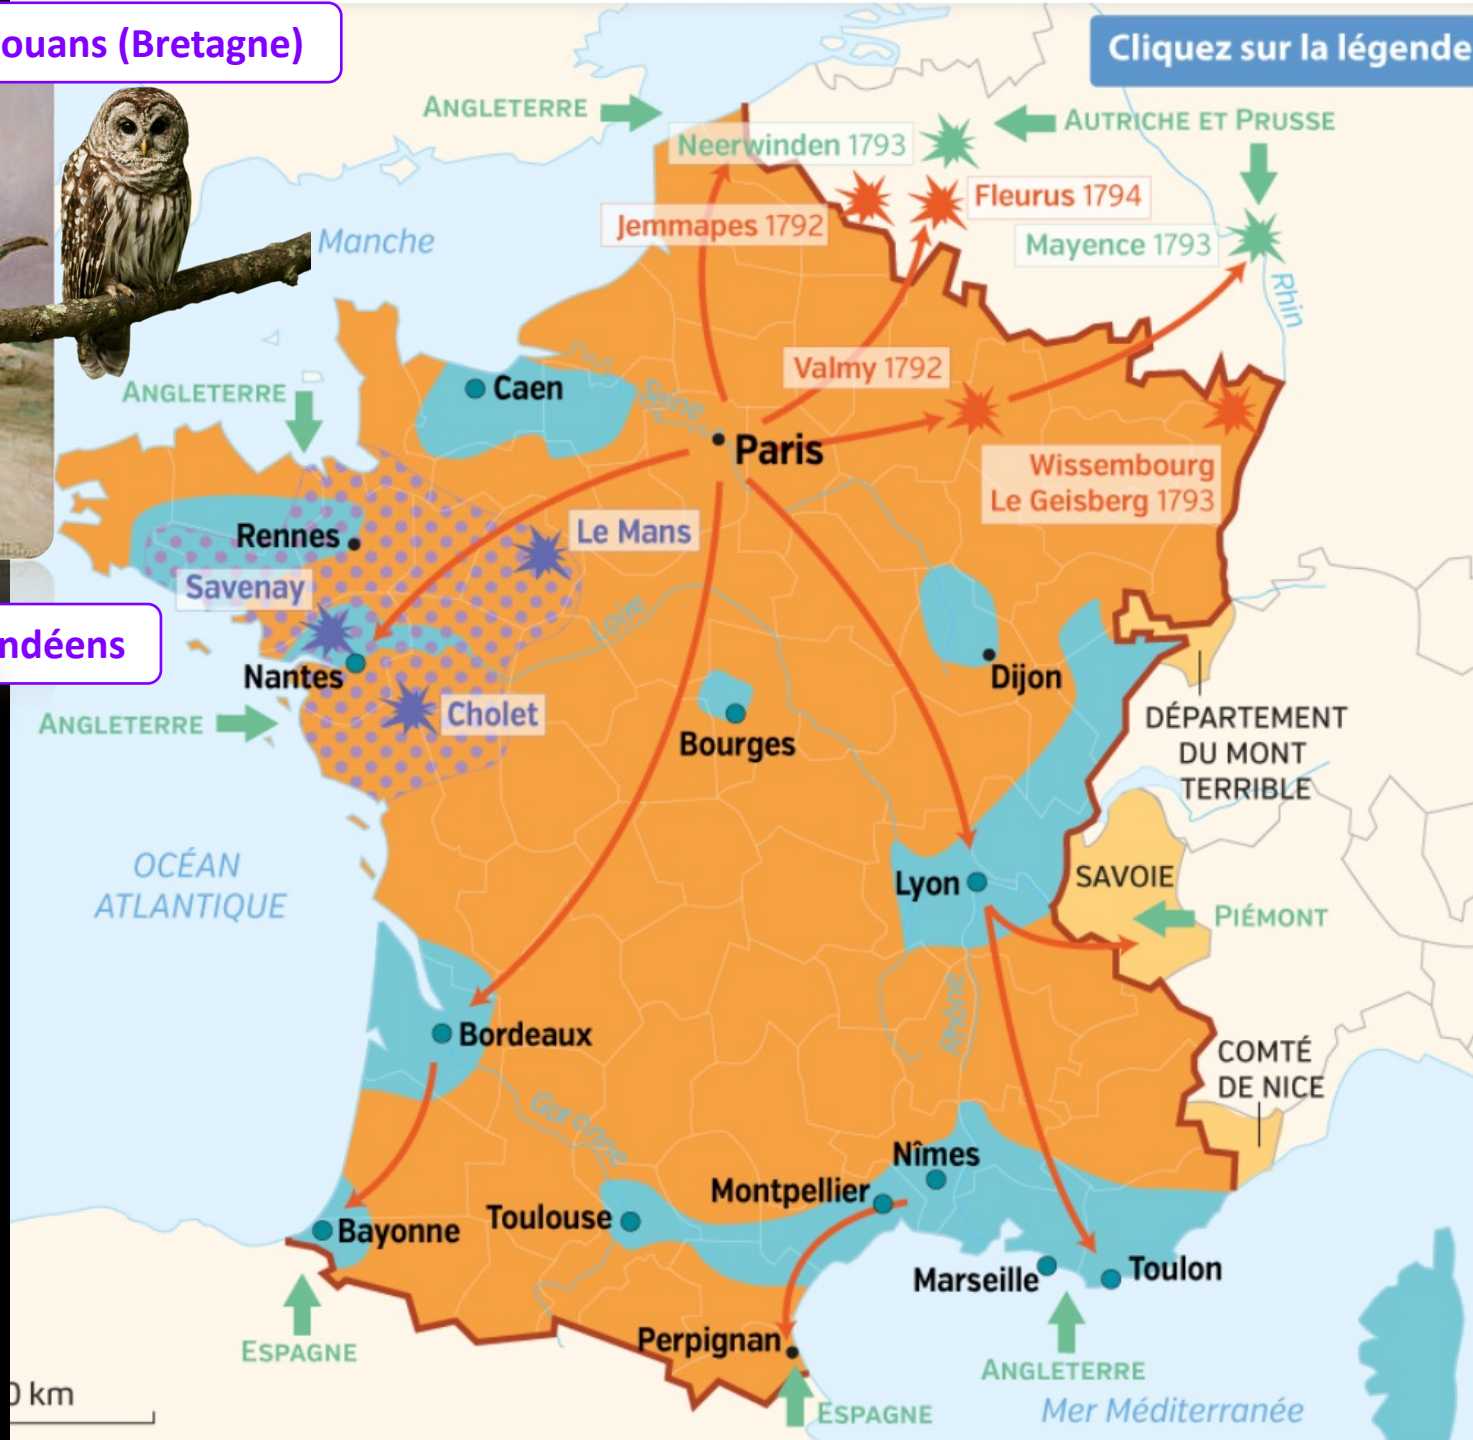 ouans (Bretagne)
Cliquez sur la légende
ANGLETERRE
AUTRICHE ET PRUSSE
Neerwinden 1793
Fleurus 1794
Jemmapes 1792
Mayence 1793
Manche
Rhin
Valmy 1792
ANGLETERRE
Caen
Seine
Paris
Wissembourg
Le Geisberg 1793
Rennes
Le Mans
Savenay
Loire
ndéens
Nantes
Dijon
Cholet
ANGLETERRE
Bourges
DÉPARTEMENT
DU MONT
TERRIBLE
OCÉAN
ATLANTIQUE
Lyon
SAVOIE
PIÉMONT
Rhône
Bordeaux
COMTÉ
DE NICE
Garonne
Nîmes
Montpellier
Toulouse
Bayonne
Marseille
Toulon
Perpignan
ESPAGNE
ANGLETERRE
0 km
ESPAGNE
Mer Méditerranée